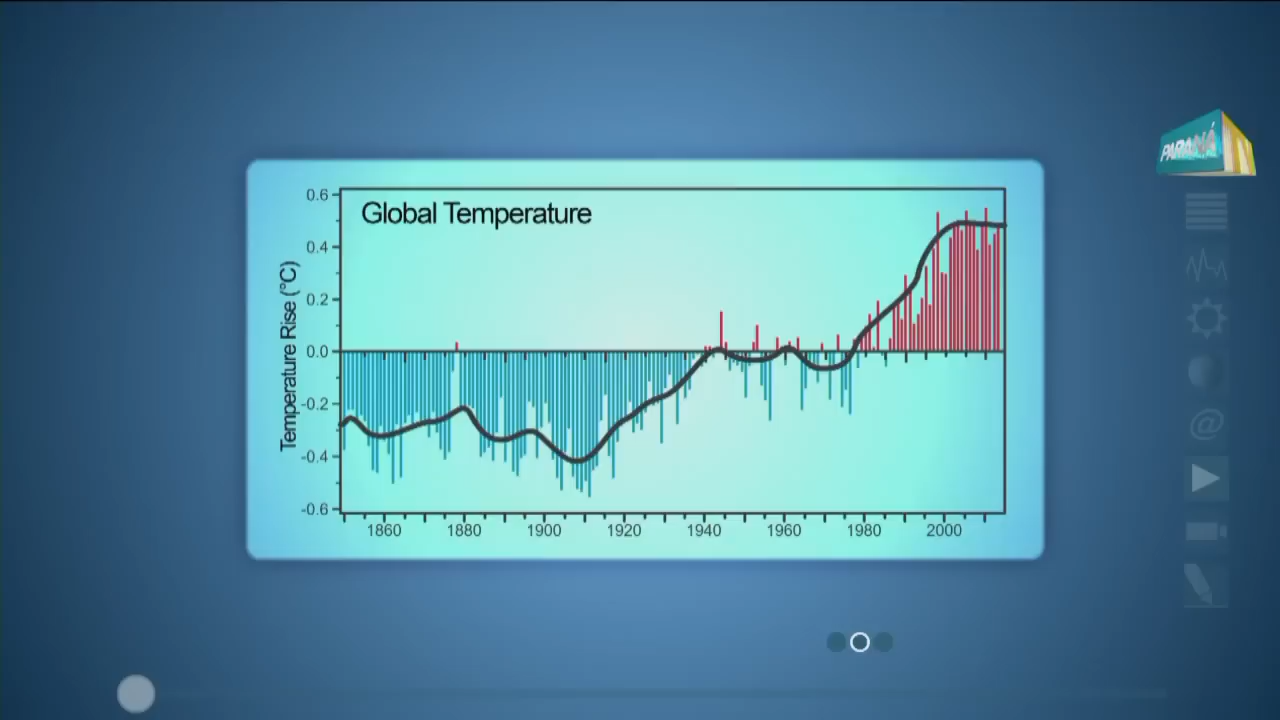 PARANÁ TV
Global Temperature
Temperature Rise (°C)
0.6
0.4
0.2
0.0
-0.2
-0.4
-0.6
1860 1880 1900 1920 1940 1960 1980 2000
@